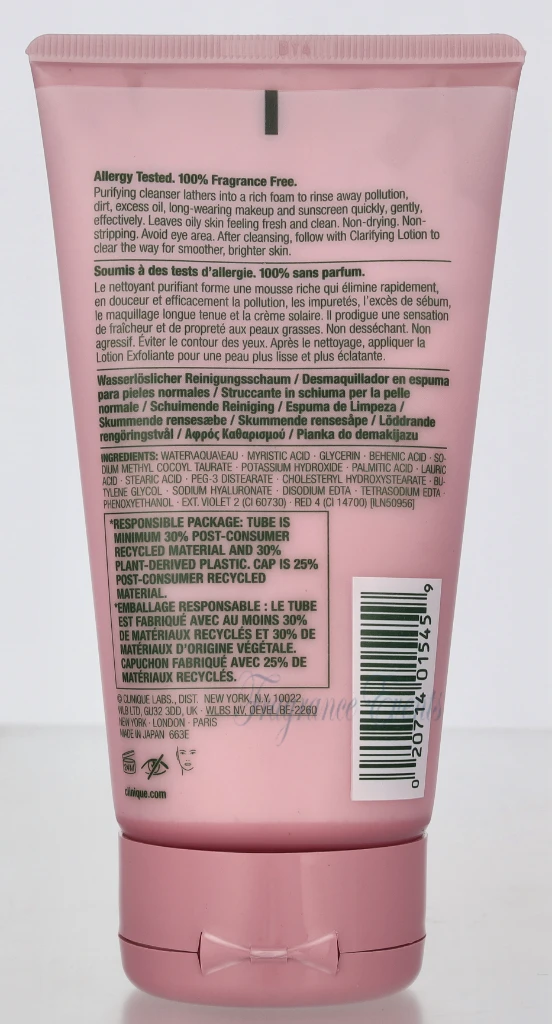 Allergy Tested. 100% Fragrance Free.
Purifying cleanser lathers into a rich foam to rinse away pollution,
dirt, excess oil, long-wearing makeup and sunscreen quickly, gently,
effectively. Leaves oily skin feeling fresh and clean. Non-drying. Non-
stripping. Avoid eye area. After cleansing, follow with Clarifying Lotion to
clear the way for smoother, brighter skin.
Soumis à des tests d'allergie. 100% sans parfum.
Le nettoyant purifiant forme une mousse riche qui élimine rapidement,
en douceur et efficacement la pollution, les impuretés, l'excès de sébum,
le maquillage longue tenue et la crème solaire. Il prodigue une sensation
de fraîcheur et de propreté aux peaux grasses. Non desséchant. Non
agressif. Éviter le contour des yeux. Après le nettoyage, appliquer la
Lotion Exfoliante pour une peau plus lisse et plus éclatante.
Wasserlöslicher Reinigungsschaum / Desmaquillador en espuma
para pieles normales / Struccante in schiuma per la pelle
normale / Schuimende Reiniging / Espuma de Limpeza /
Skummende rensesæbe / Skummende rensesåpe / Löddrande
rengöringstvål / Αφρός Καθαρισμού / Pianka do demakijazu
INGREDIENTS: WATER\AQUA\EAU · MYRISTIC ACID · GLYCERIN · BEHENIC ACID · SO-
DIUM METHYL COCOYL TAURATE · POTASSIUM HYDROXIDE · PALMITIC ACID · LAURIC
ACID · STEARIC ACID · PEG-3 DISTEARATE · CHOLESTERYL HYDROXYSTEARATE · BU-
TYLENE GLYCOL · SODIUM HYALURONATE · DISODIUM EDTA · TETRASODIUM EDTA ·
PHENOXYETHANOL · EXT. VIOLET 2 (CI 60730) · RED 4 (CI 14700) [ILN50956]
*RESPONSIBLE PACKAGE: TUBE IS
MINIMUM 30% POST-CONSUMER
RECYCLED MATERIAL AND 30%
PLANT-DERIVED PLASTIC. CAP IS 25%
POST-CONSUMER RECYCLED
MATERIAL.
*EMBALLAGE RESPONSABLE : LE TUBE
EST FABRIQUÉ AVEC AU MOINS 30%
DE MATÉRIAUX RECYCLÉS ET 30% DE
MATÉRIAUX D'ORIGINE VÉGÉTALE.
CAPUCHON FABRIQUÉ AVEC 25% DE
MATÉRIAUX RECYCLÉS.
© CLINIQUE LABS., DIST. NEW YORK, N.Y. 10022
WLB LTD, GU32 3DD, UK · WLBS NV, OEVEL BE-2260
NEW YORK · LONDON · PARIS
MADE IN JAPAN 663E
24M
clinique.com
0 20714 01545 9